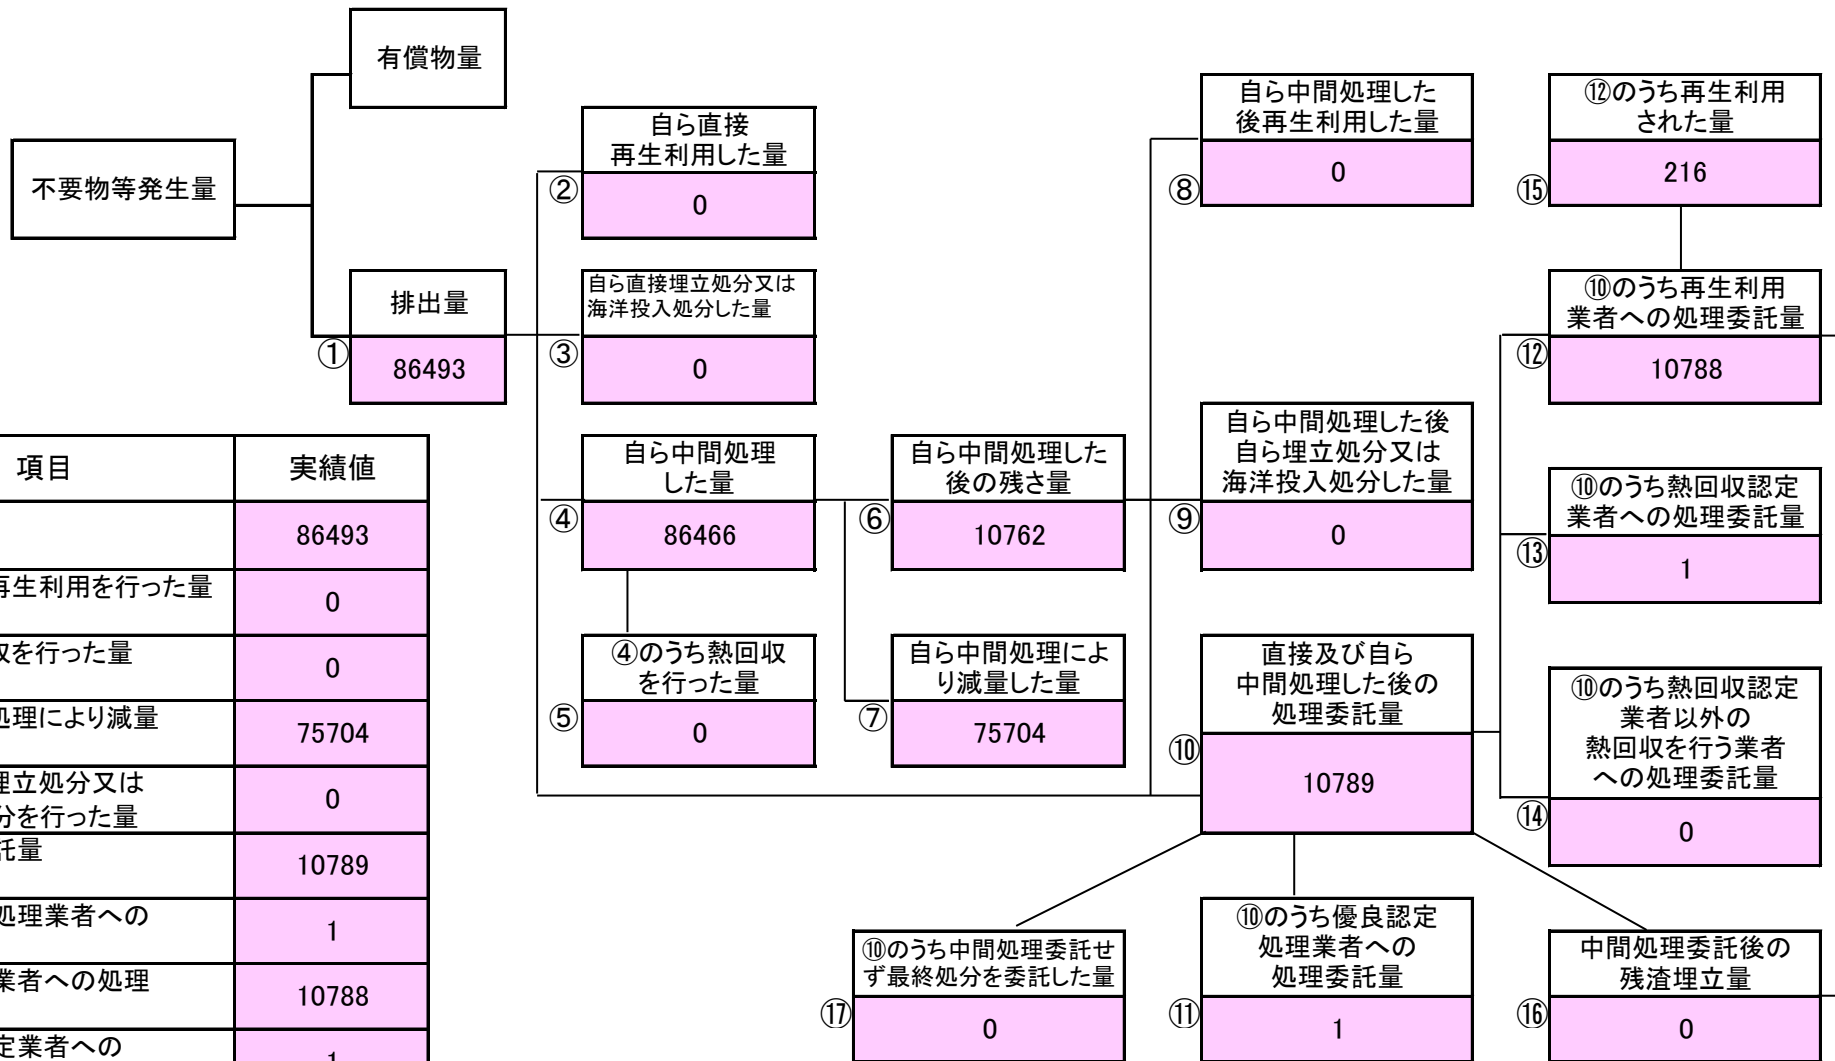 有償物量
不要物等発生量
排出量
①
86493
自ら直接
再生利用した量
②
0
自ら直接埋立処分又は
海洋投入処分した量
③
0
自ら中間処理
した量
④
86466
④のうち熱回収
を行った量
⑤
0
自ら中間処理した
後の残さ量
⑥
10762
自ら中間処理によ
り減量した量
⑦
75704
自ら中間処理した
後再生利用した量
⑧
0
自ら中間処理した後
自ら埋立処分又は
海洋投入処分した量
⑨
0
直接及び自ら
中間処理した後の
処理委託量
⑩
10789
⑫のうち再生利用
された量
⑮
216
⑩のうち再生利用
業者への処理委託量
⑫
10788
⑩のうち熱回収認定
業者への処理委託量
⑬
1
⑩のうち熱回収認定
業者以外の
熱回収を行う業者
への処理委託量
⑭
0
⑩のうち中間処理委託せ
ず最終処分を委託した量
⑰
0
⑩のうち優良認定
処理業者への
処理委託量
⑪
1
中間処理委託後の
残渣埋立量
⑯
0
項目 実績値
86493
再生利用を行った量
0
を行った量
0
処理により減量
75704
埋立処分又は
分を行った量
0
託量
10789
処理業者への
1
業者への処理
10788
定業者への
1